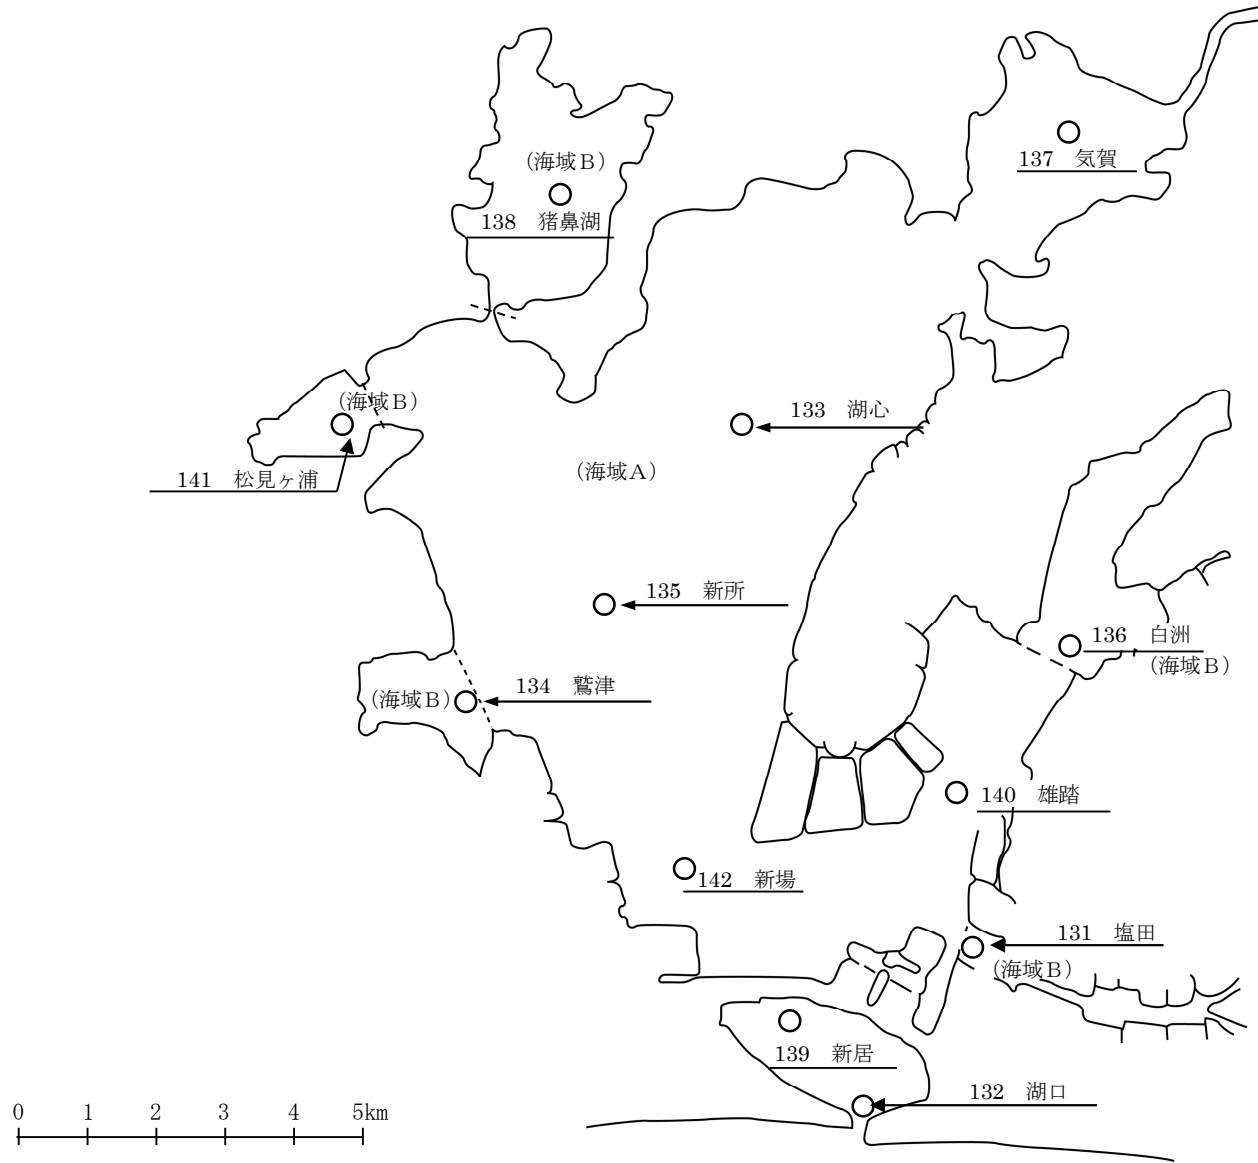 (海域Ｂ)
137 気賀
138 猪鼻湖
(海域Ｂ)
133 湖心
(海域Ａ)
141 松見ヶ浦
135 新所
136 白洲
(海域Ｂ)
134 鷲津
(海域Ｂ)
140 雄踏
142 新場
131 塩田
(海域Ｂ)
139 新居
132 湖口
0 1 2 3 4 5km